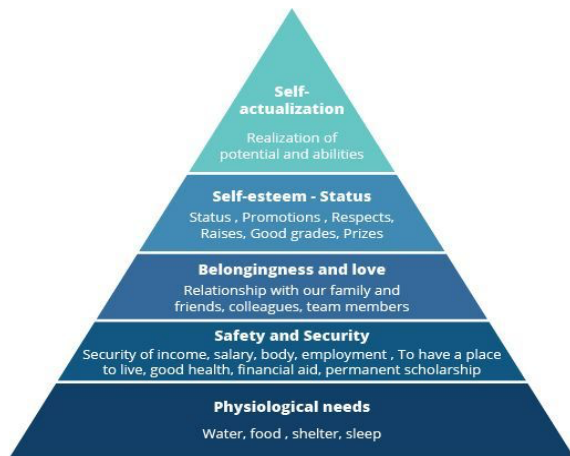 Self-
actualization
Realization of
potential and abilities
Self-esteem - Status
Status , Promotions , Respects,
Raises, Good grades, Prizes
Belongingness and love
Relationship with our family and
friends, colleagues, team members
Safety and Security
Security of income, salary, body, employment , To have a place
to live, good health, financial aid, permanent scholarship
Physiological needs
Water, food , shelter, sleep